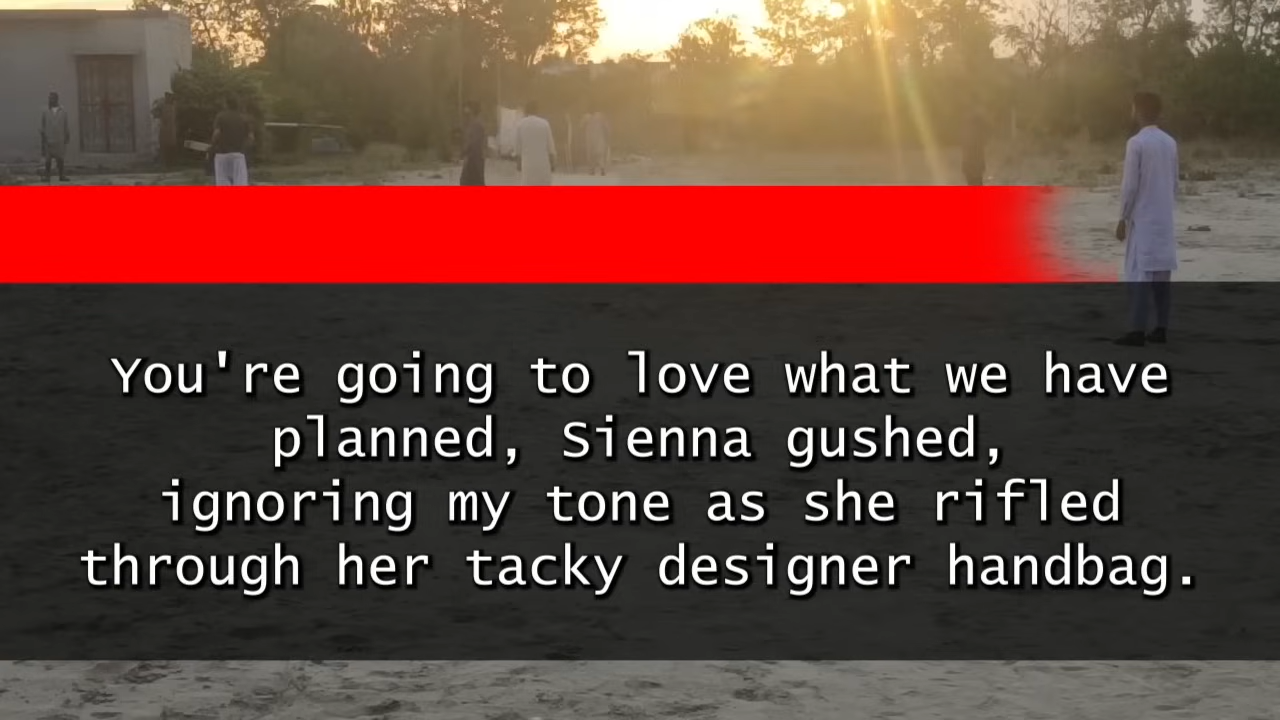 You're going to love what we have
planned, Sienna gushed,
ignoring my tone as she rifled
through her tacky designer handbag.